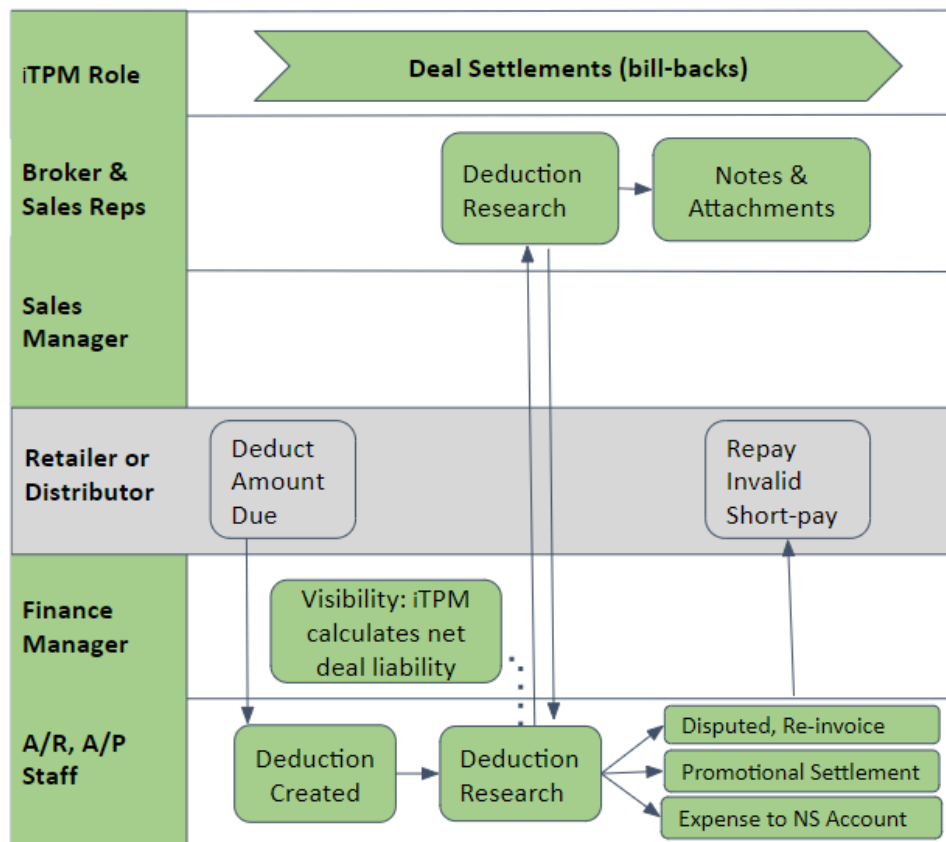 iTPM Role
Deal Settlements (bill-backs)
Broker &
Sales Reps
Deduction
Research
Notes &
Attachments
Sales
Manager
Retailer or
Distributor
Deduct
Amount
Due
Repay
Invalid
Short-pay
Finance
Manager
Visibility: iTPM
calculates net
deal liability
A/R, A/P
Staff
Deduction
Created
Deduction
Research
Disputed, Re-invoice
Promotional Settlement
Expense to NS Account